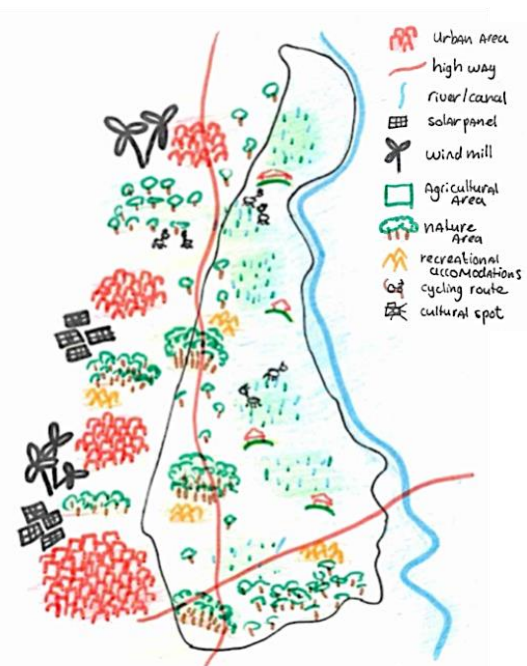 urban Area
high way
river/canal
solar panel
wind mill
Agricultural
Area
nature
Area
recreational
accomodations
cycling route
cultural spot